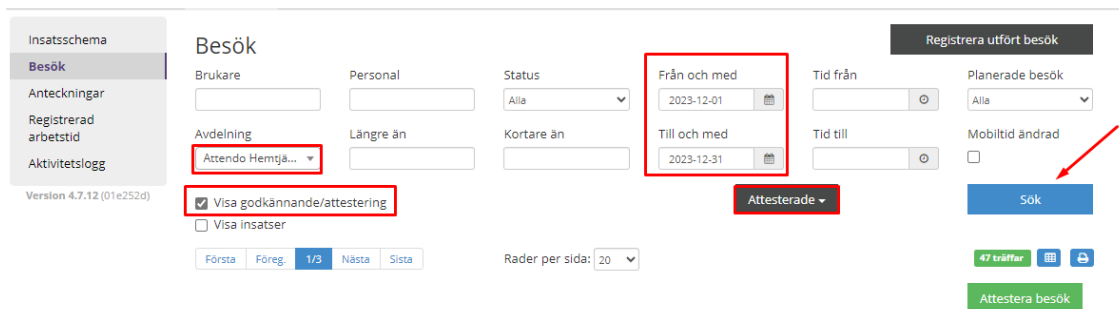 Insatsschema
Besök
Anteckningar
Registrerad
arbetstid
Aktivitetslogg
Version 4.7.12 (01e252d)
Besök
Registrera utfört besök
Brukare
Personal
Status
Alla
Från och med
2023-12-01
Tid från
Planerade besök
Alla
Avdelning
Attendo Hemtjä...
Längre än
Kortare än
Till och med
2023-12-31
Tid till
Mobiltid ändrad
Visa godkännande/attestering
Attesterade
Sök
Visa insatser
Första Föreg. 1/3 Nästa Sista
Rader per sida: 20
47 träffar
Attestera besök